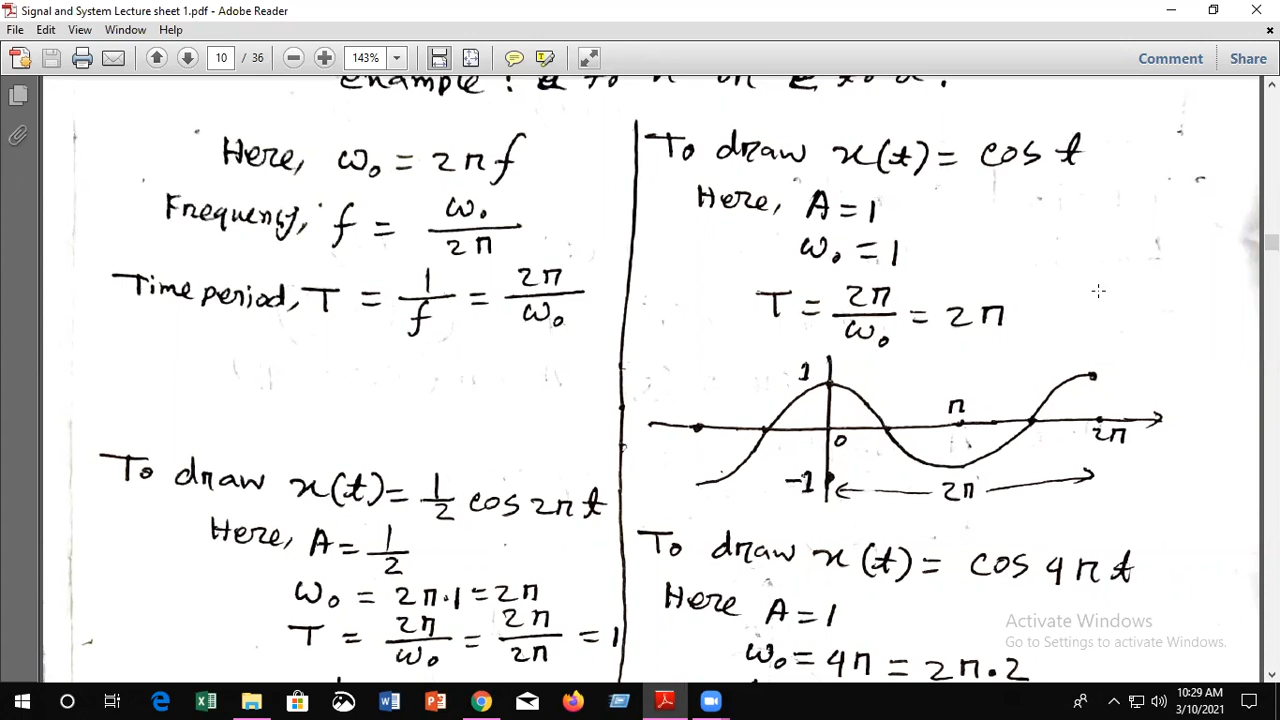 Signal and System Lecture sheet 1.pdf - Adobe Reader
File Edit View Window Help
10 / 36 143% Comment Share
example :
Here, ω₀ = 2πf
Frequency, f = ω₀/2π
Time period, T = 1/f = 2π/ω₀
To draw x(t) = 1/2 cos 2πt
Here, A = 1/2
ω₀ = 2π·1 = 2π
T = 2π/ω₀ = 2π/2π = 1
To draw x(t) = cos t
Here, A = 1
ω₀ = 1
T = 2π/ω₀ = 2π
1
π
0
2π
-1
2π
To draw x(t) = cos 4πt
Here A = 1
ω₀ = 4π = 2π·2
Activate Windows
Go to Settings to activate Windows.
10:29 AM
3/10/2021